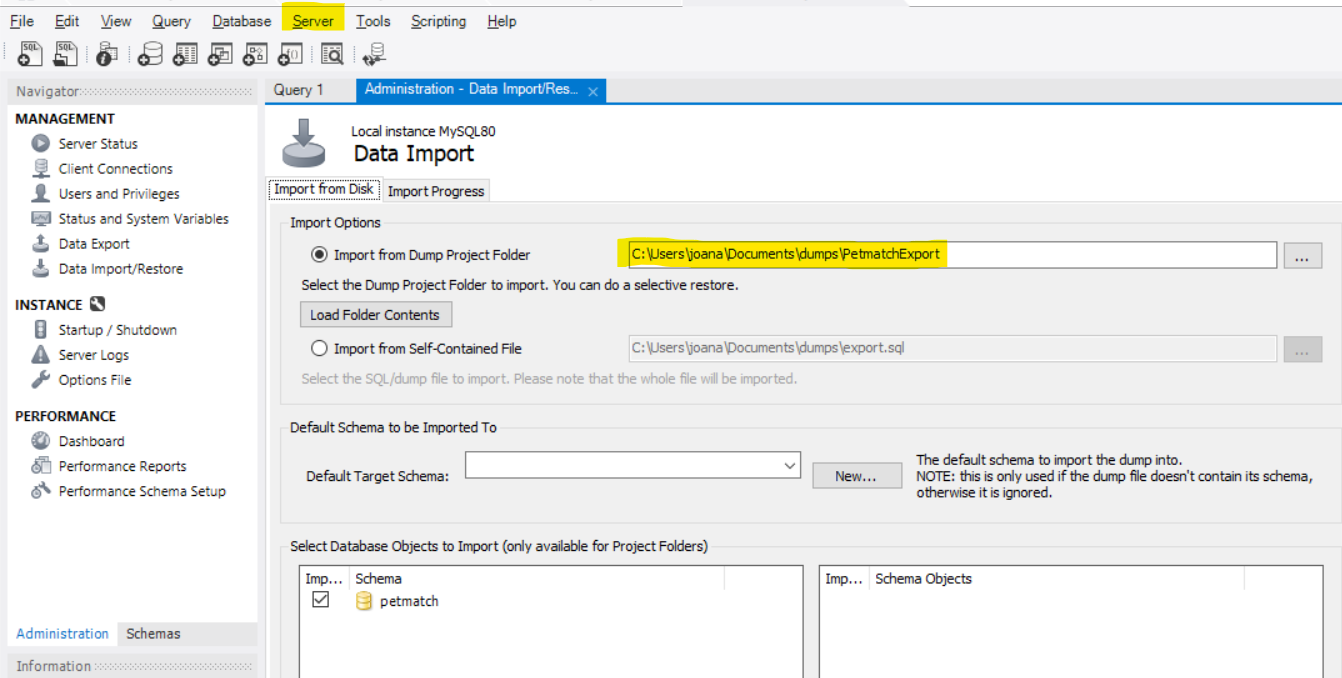 File Edit View Query Database Server Tools Scripting Help
SQL SQL
Navigator
MANAGEMENT
Server Status
Client Connections
Users and Privileges
Status and System Variables
Data Export
Data Import/Restore
INSTANCE
Startup / Shutdown
Server Logs
Options File
PERFORMANCE
Dashboard
Performance Reports
Performance Schema Setup
Administration Schemas
Information
Query 1 Administration - Data Import/Res... ×
Local instance MySQL80
Data Import
Import from Disk Import Progress
Import Options
Import from Dump Project Folder C:\Users\joana\Documents\dumps\PetmatchExport ...
Select the Dump Project Folder to import. You can do a selective restore.
Load Folder Contents
Import from Self-Contained File C:\Users\joana\Documents\dumps\export.sql ...
Select the SQL/dump file to import. Please note that the whole file will be imported.
Default Schema to be Imported To
Default Target Schema: New...
The default schema to import the dump into.
NOTE: this is only used if the dump file doesn't contain its schema,
otherwise it is ignored.
Select Database Objects to Import (only available for Project Folders)
Imp... Schema
petmatch
Imp... Schema Objects